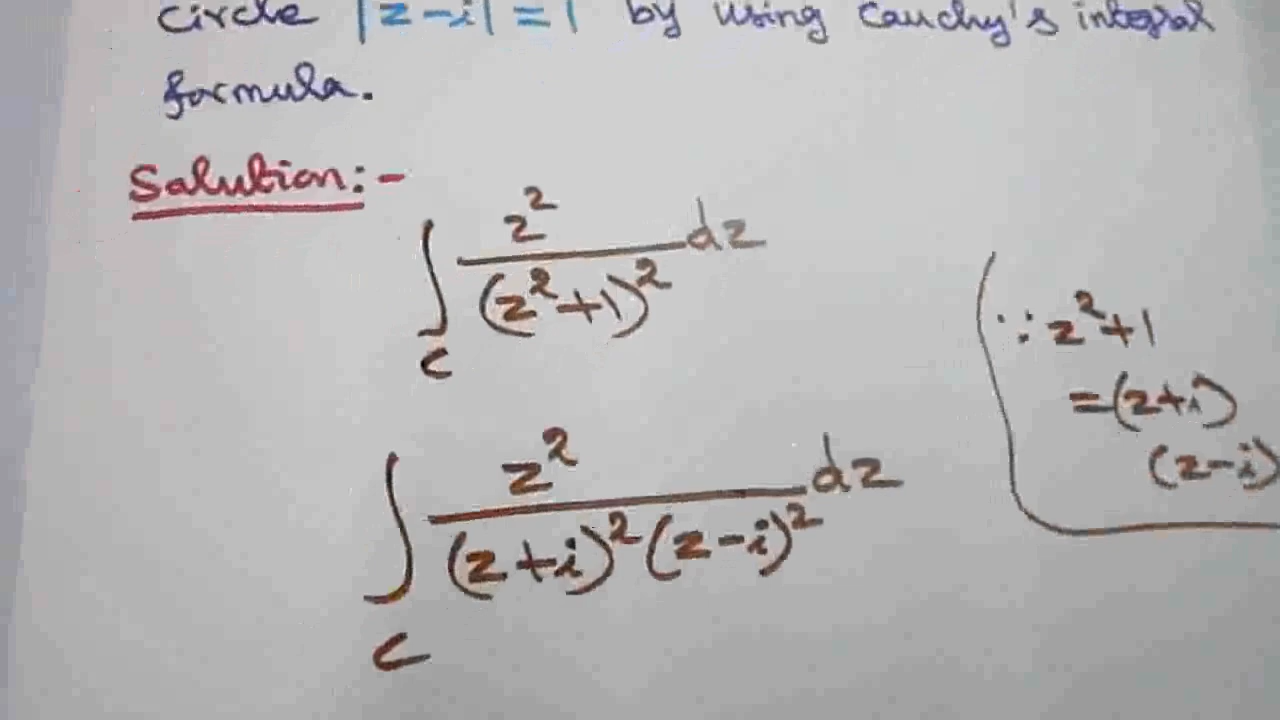 circle |z-i|=1 by using Cauchy's integral
formula.
Solution:-
∫_C z²/(z²+1)² dz
∵ z²+1
=(z+i)
(z-i)
∫_C z²/((z+i)²(z-i)²) dz